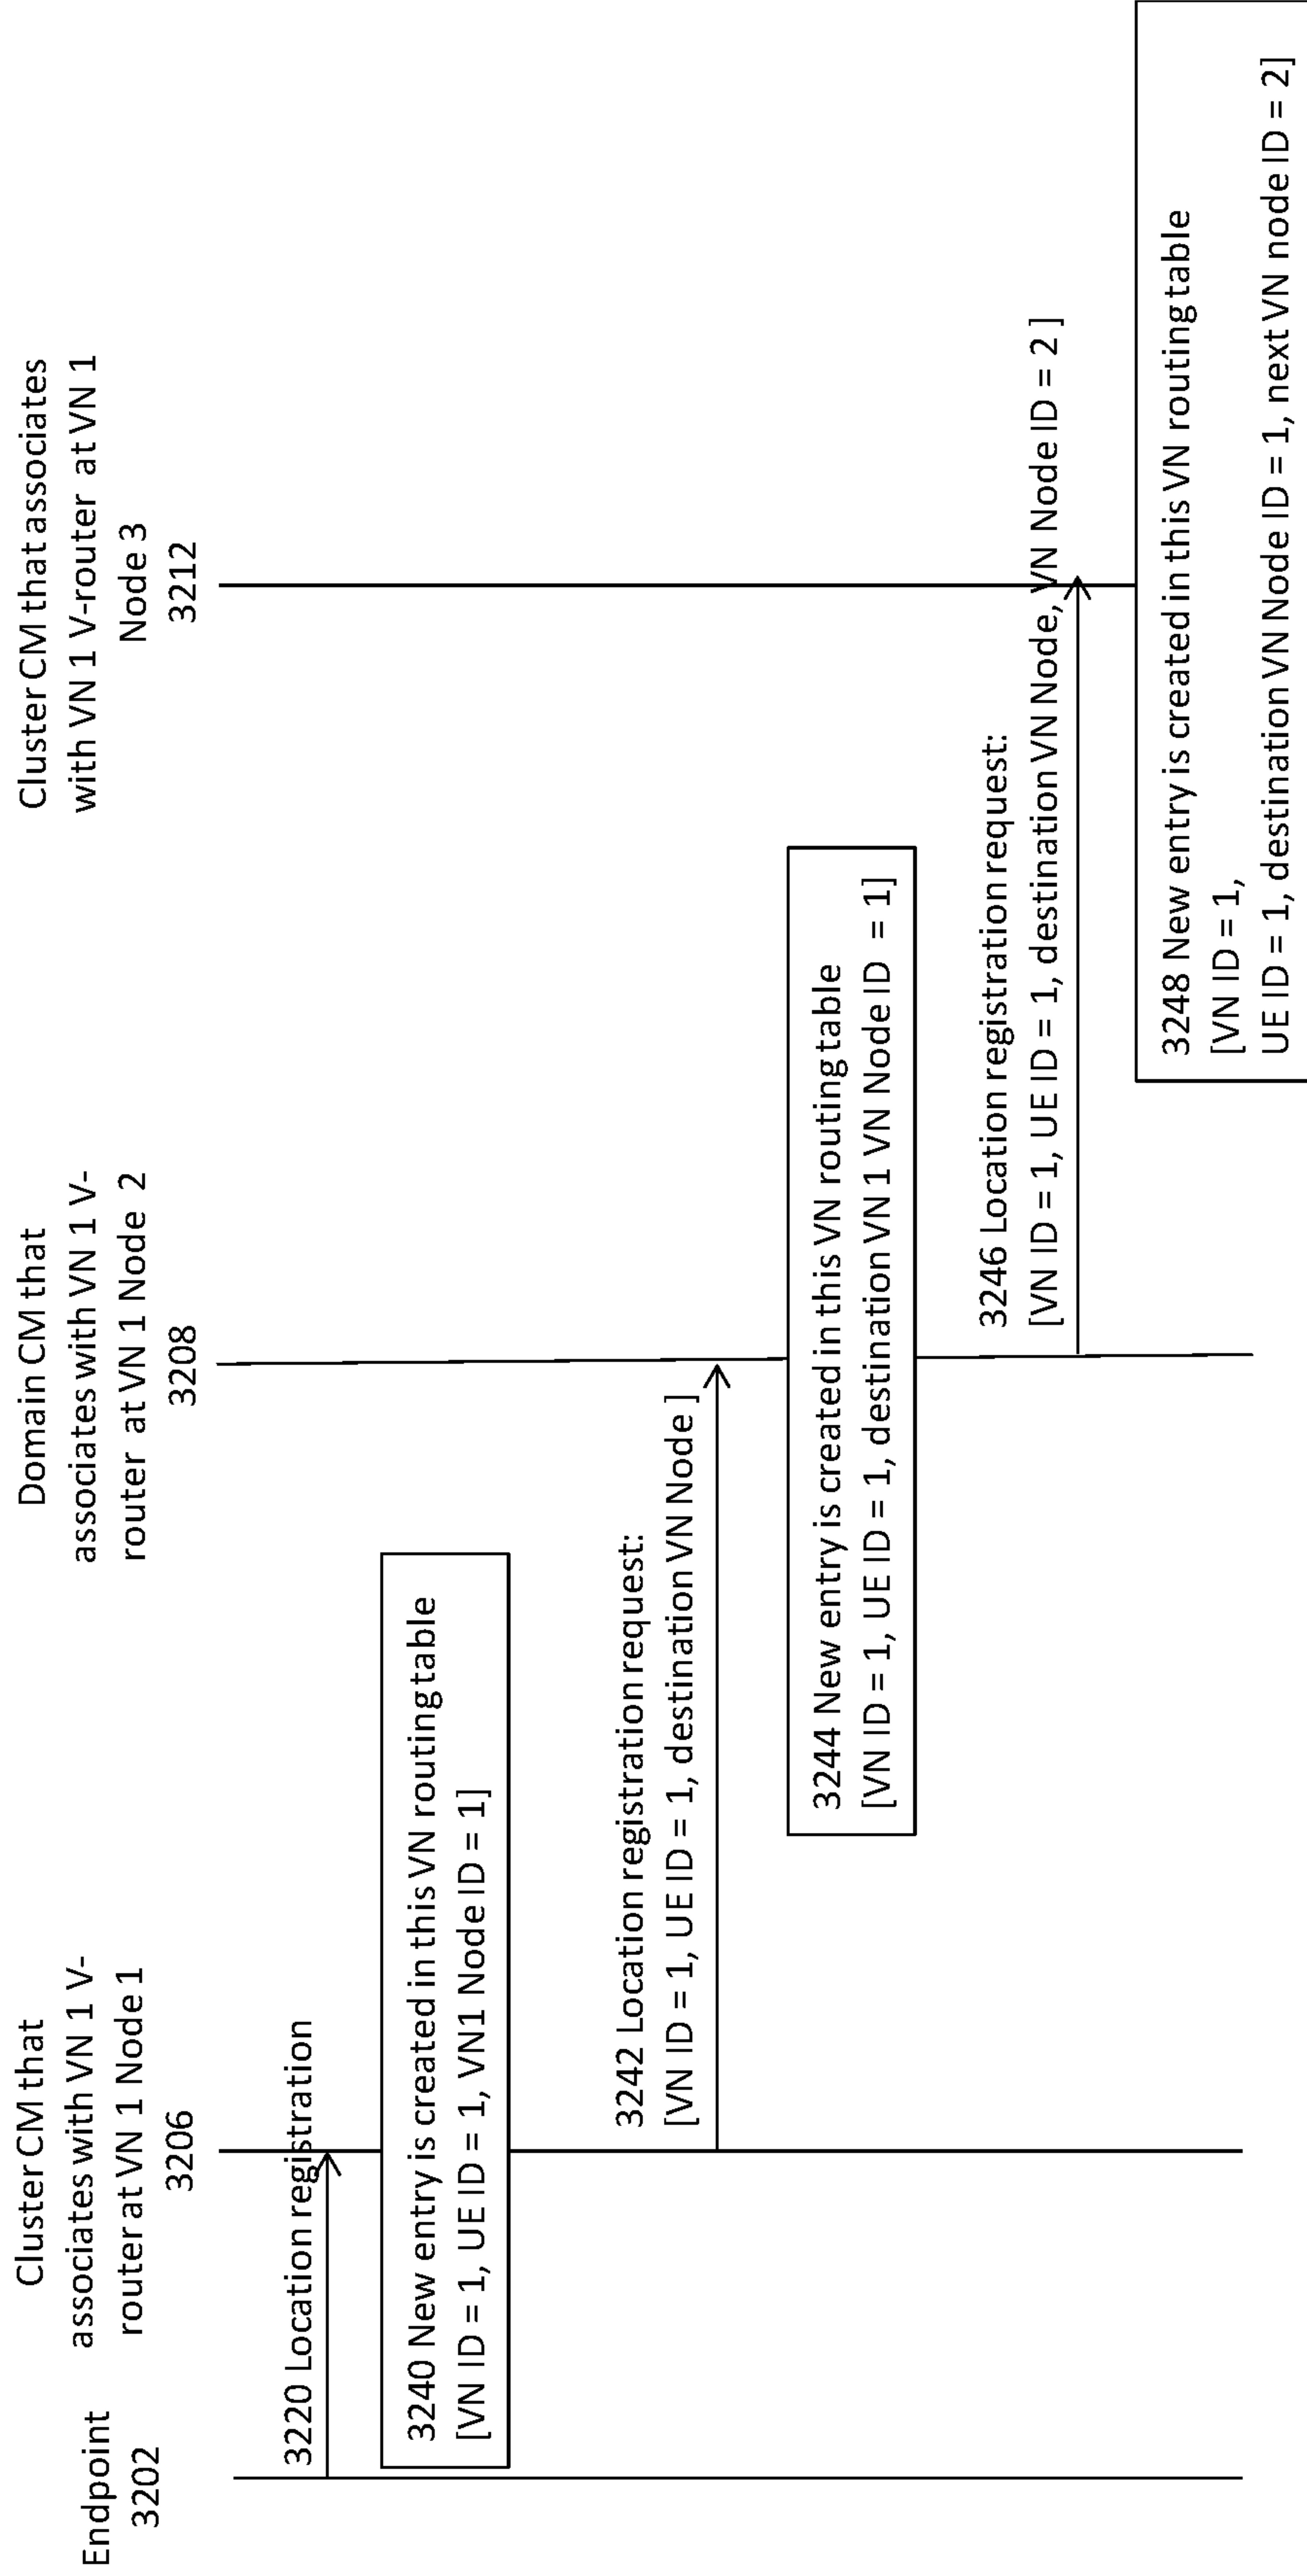 Endpoint
3202
Cluster CM that
associates with VN 1 V-
router at VN 1 Node 1
3206
Domain CM that
associates with VN 1 V-
router at VN 1 Node 2
3208
Cluster CM that associates
with VN 1 V-router at VN 1
Node 3
3212
3220 Location registration
3240 New entry is created in this VN routing table
[VN ID = 1, UE ID = 1, VN1 Node ID = 1]
3242 Location registration request:
[VN ID = 1, UE ID = 1, destination VN Node ]
3244 New entry is created in this VN routing table
[VN ID = 1, UE ID = 1, destination VN 1 VN Node ID = 1]
3246 Location registration request:
[VN ID = 1, UE ID = 1, destination VN Node, VN Node ID = 2 ]
3248 New entry is created in this VN routing table
[VN ID = 1,
UE ID = 1, destination VN Node ID = 1, next VN node ID = 2]